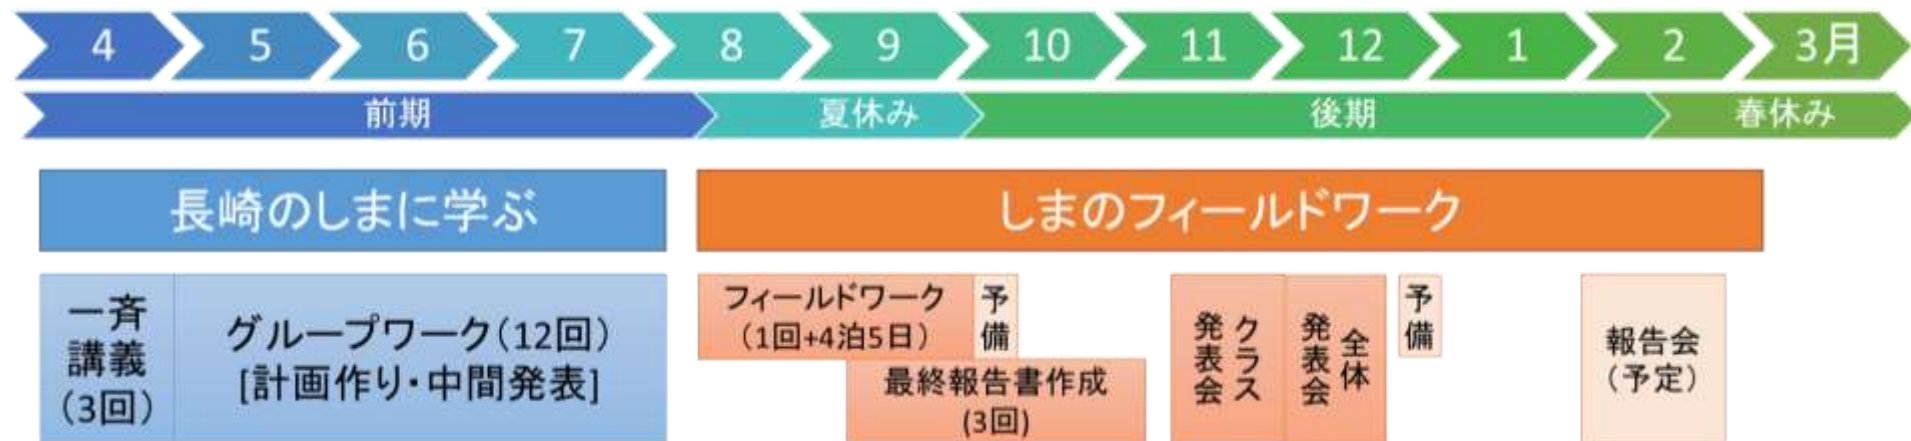 4 5 6 7 8 9 10 11 12 1 2 3月
前期 夏休み 後期 春休み
長崎のしまに学ぶ
しまのフィールドワーク
一斉
講義
(3回)
グループワーク(12回)
[計画作り・中間発表]
フィールドワーク
(1回+4泊5日)
予備
最終報告書作成
(3回)
クラス
発表会
全体
発表会
予備
報告会
(予定)